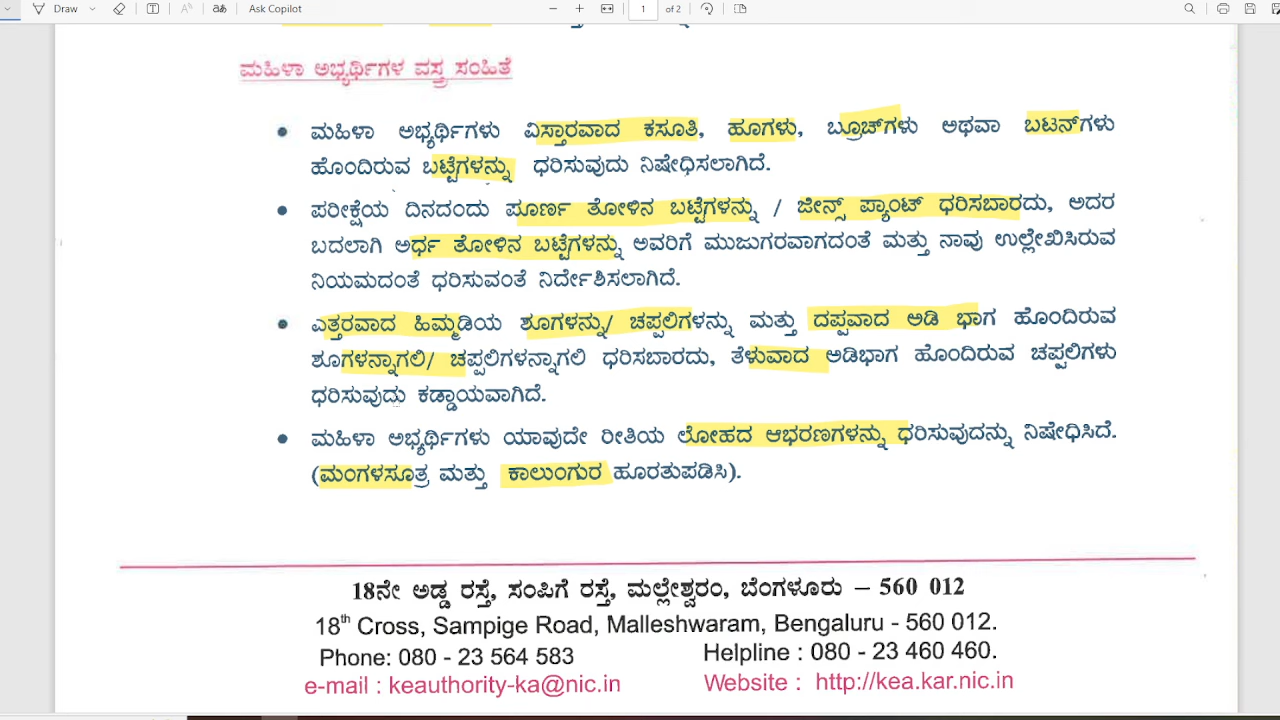 Draw
Ask Copilot
1 of 2
ಮಹಿಳಾ ಅಭ್ಯರ್ಥಿಗಳ ವಸ್ತ್ರ ಸಂಹಿತೆ
• ಮಹಿಳಾ ಅಭ್ಯರ್ಥಿಗಳು ವಿಸ್ತಾರವಾದ ಕಸೂತಿ, ಹೂಗಳು, ಬ್ರೂಚ್‌ಗಳು ಅಥವಾ ಬಟನ್‌ಗಳು
ಹೊಂದಿರುವ ಬಟ್ಟೆಗಳನ್ನು ಧರಿಸುವುದು ನಿಷೇಧಿಸಲಾಗಿದೆ.
• ಪರೀಕ್ಷೆಯ ದಿನದಂದು ಪೂರ್ಣ ತೋಳಿನ ಬಟ್ಟೆಗಳನ್ನು / ಜೀನ್ಸ್ ಪ್ಯಾಂಟ್ ಧರಿಸಬಾರದು, ಅದರ
ಬದಲಾಗಿ ಅರ್ಧ ತೋಳಿನ ಬಟ್ಟೆಗಳನ್ನು ಅವರಿಗೆ ಮುಜುಗರವಾಗದಂತೆ ಮತ್ತು ನಾವು ಉಲ್ಲೇಖಿಸಿರುವ
ನಿಯಮದಂತೆ ಧರಿಸುವಂತೆ ನಿರ್ದೇಶಿಸಲಾಗಿದೆ.
• ಎತ್ತರವಾದ ಹಿಮ್ಮಡಿಯ ಶೂಗಳನ್ನು/ ಚಪ್ಪಲಿಗಳನ್ನು ಮತ್ತು ದಪ್ಪವಾದ ಅಡಿ ಭಾಗ ಹೊಂದಿರುವ
ಶೂಗಳನ್ನಾಗಲಿ/ ಚಪ್ಪಲಿಗಳನ್ನಾಗಲಿ ಧರಿಸಬಾರದು, ತೆಳುವಾದ ಅಡಿಭಾಗ ಹೊಂದಿರುವ ಚಪ್ಪಲಿಗಳು
ಧರಿಸುವುದು ಕಡ್ಡಾಯವಾಗಿದೆ.
• ಮಹಿಳಾ ಅಭ್ಯರ್ಥಿಗಳು ಯಾವುದೇ ರೀತಿಯ ಲೋಹದ ಆಭರಣಗಳನ್ನು ಧರಿಸುವುದನ್ನು ನಿಷೇಧಿಸಿದೆ.
(ಮಂಗಳಸೂತ್ರ ಮತ್ತು ಕಾಲುಂಗುರ ಹೂರತುಪಡಿಸಿ).
18ನೇ ಅಡ್ಡ ರಸ್ತೆ, ಸಂಪಿಗೆ ರಸ್ತೆ, ಮಲ್ಲೇಶ್ವರಂ, ಬೆಂಗಳೂರು – 560 012
18th Cross, Sampige Road, Malleshwaram, Bengaluru - 560 012.
Phone: 080 - 23 564 583 Helpline : 080 - 23 460 460.
e-mail : keauthority-ka@nic.in Website : http://kea.kar.nic.in